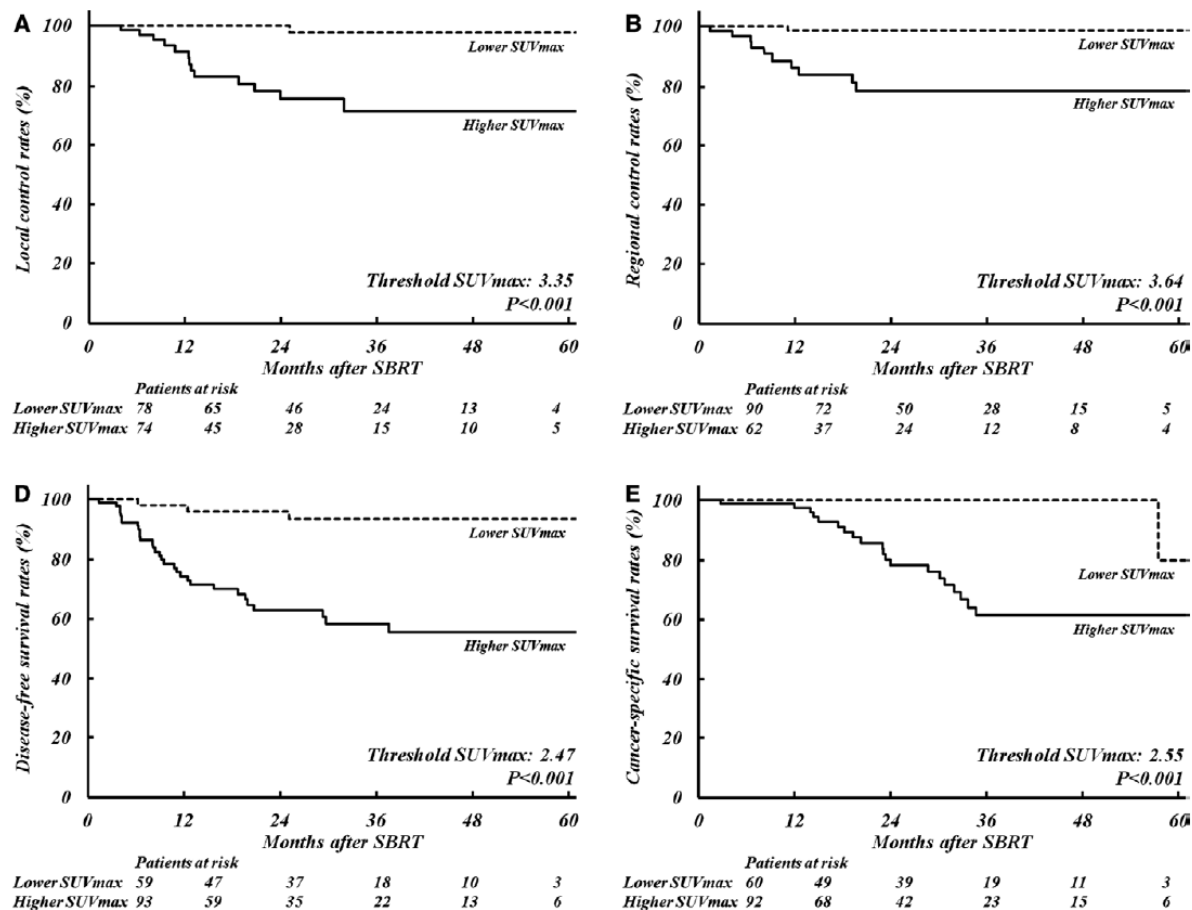 A
Local control rates (%)
100
80
60
40
20
0
Lower SUVmax
Higher SUVmax
Threshold SUVmax: 3.35
P<0.001
0 12 24 36 48 60
Months after SBRT
Patients at risk
Lower SUVmax 78 65 46 24 13 4
Higher SUVmax 74 45 28 15 10 5
B
Regional control rates (%)
100
80
60
40
20
0
Lower SUVmax
Higher SUVmax
Threshold SUVmax: 3.64
P<0.001
0 12 24 36 48 60
Months after SBRT
Patients at risk
Lower SUVmax 90 72 50 28 15 5
Higher SUVmax 62 37 24 12 8 4
D
Disease-free survival rates (%)
100
80
60
40
20
0
Lower SUVmax
Higher SUVmax
Threshold SUVmax: 2.47
P<0.001
0 12 24 36 48 60
Months after SBRT
Patients at risk
Lower SUVmax 59 47 37 18 10 3
Higher SUVmax 93 59 35 22 13 6
E
Cancer-specific survival rates (%)
100
80
60
40
20
0
Lower SUVmax
Higher SUVmax
Threshold SUVmax: 2.55
P<0.001
0 12 24 36 48 60
Months after SBRT
Patients at risk
Lower SUVmax 60 49 39 19 11 3
Higher SUVmax 92 68 42 23 15 6